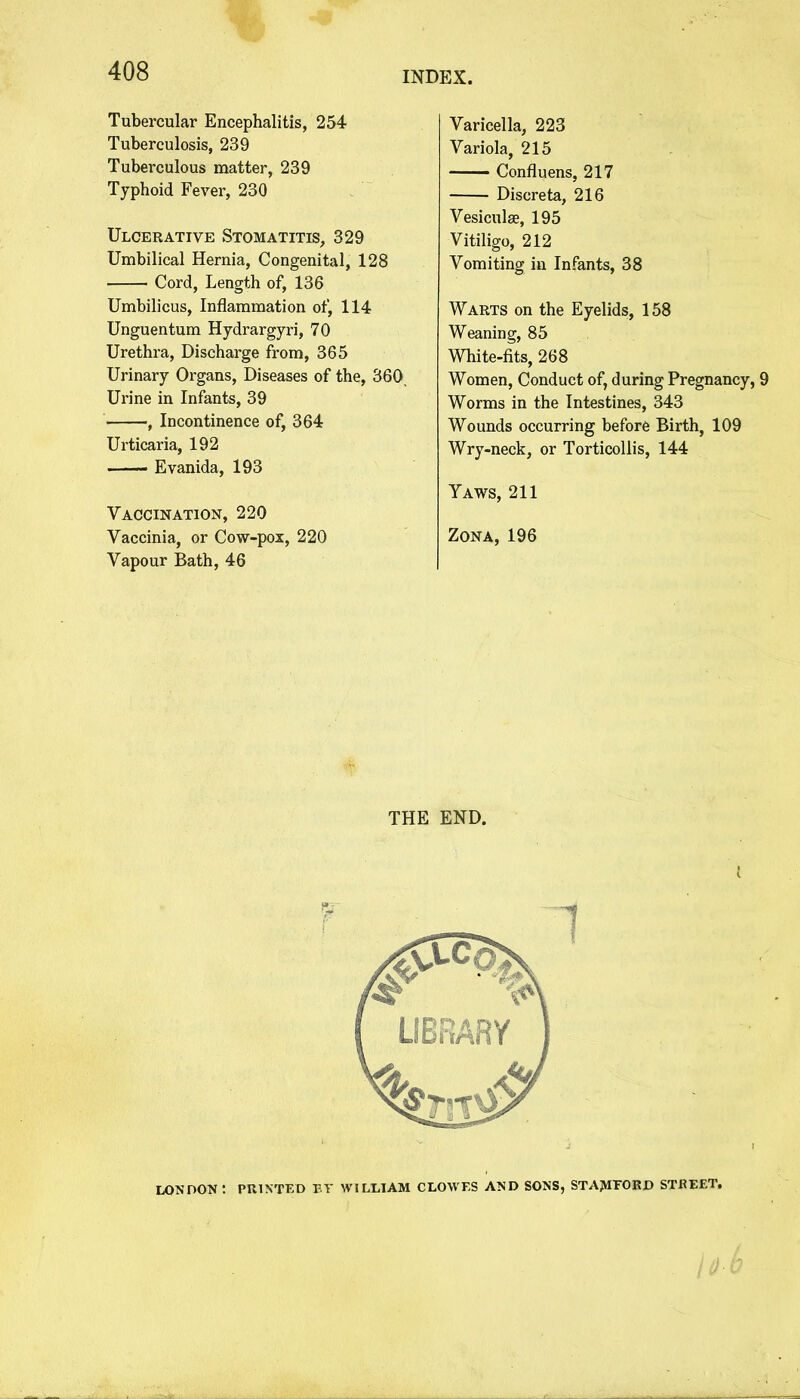 408
INDEX.
Tubercular Encephalitis, 254
Tuberculosis, 239
Tuberculous matter, 239
Typhoid Fever, 230
ULCERATIVE STOMATITIS, 329
Umbilical Hernia, Congenital, 128
—— Cord, Length of, 136
Umbilicus, Inflammation of, 114
Unguentum Hydrargyri, 70
Urethra, Discharge from, 365
Urinary Organs, Diseases of the, 360
Urine in Infants, 39
——, Incontinence of, 364
Urticaria, 192
—— Evanida, 193
VACCINATION, 220
Vaccinia, or Cow-pox, 220
Vapour Bath, 46
Varicella, 223
Variola, 215
—— Confluens, 217
—— Discreta, 216
Vesiculæ, 195
Vitiligo, 212
Vomiting in Infants, 38
WARTS on the Eyelids, 158
Weaning, 85
White-fits, 268
Women, Conduct of, during Pregnancy, 9
Worms in the Intestines, 343
Wounds occurring before Birth, 109
Wry-neck, or Torticollis, 144
YAWS, 211
ZONA, 196
THE END.
WELLCOME
LIBRARY
INSTITUTE
LONDON: PRINTED BY WILLIAM CLOWES AND SONS, STAMFORD STREET.
106